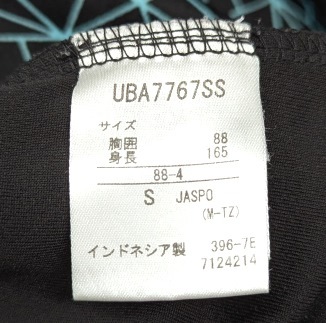 UBA7767SS
サイズ
胸囲 88
身長 165
88-4
S JASPO
(M-TZ)
インドネシア製 396-7E
7124214